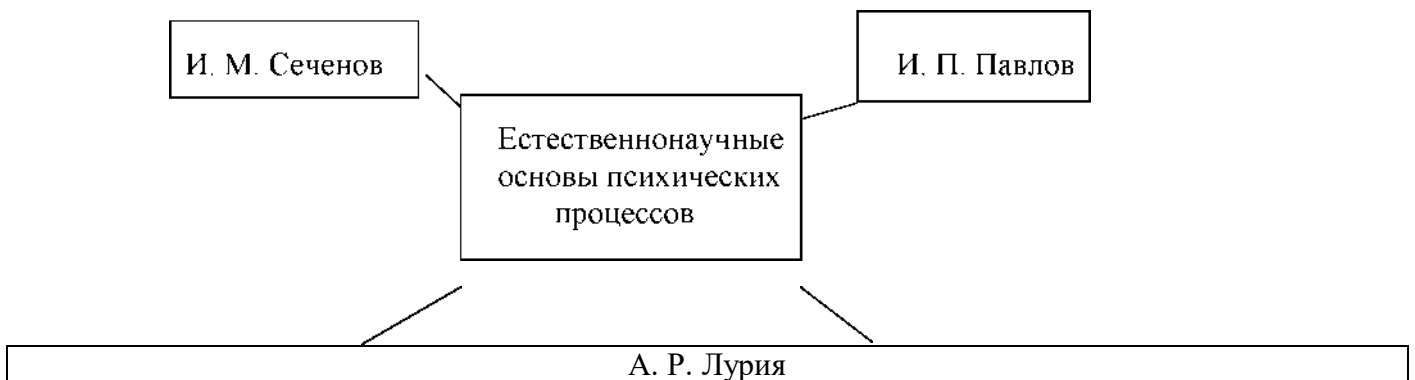 И. М. Сеченов
И. П. Павлов
Естественнонаучные
основы психических
процессов
А. Р. Лурия